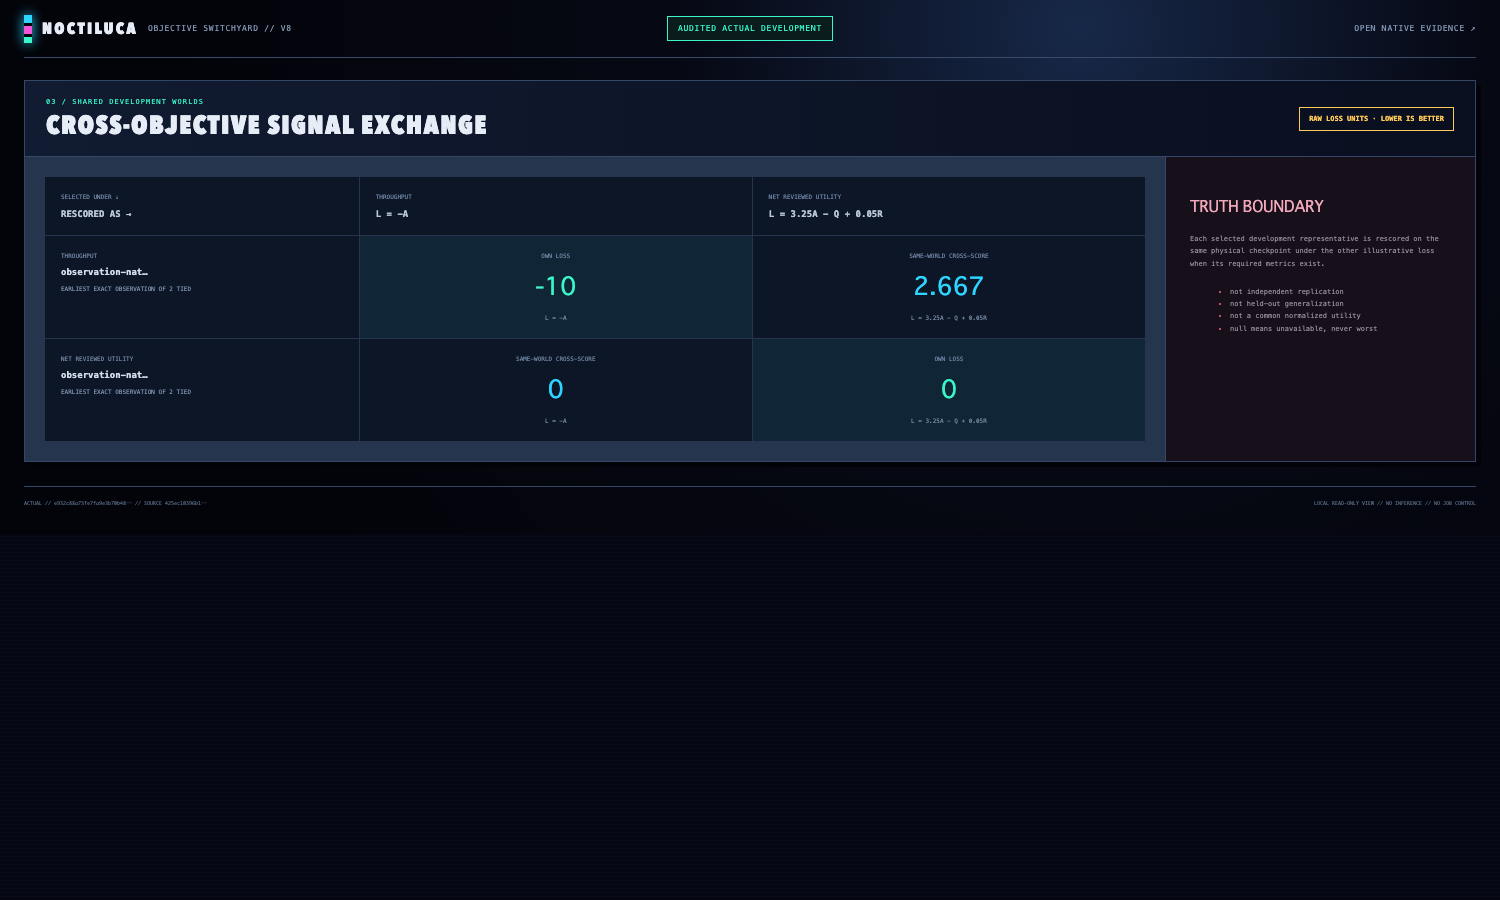 NOCTILUCA OBJECTIVE SWITCHYARD // V8
AUDITED ACTUAL DEVELOPMENT
OPEN NATIVE EVIDENCE ↗
03 / SHARED DEVELOPMENT WORLDS
CROSS-OBJECTIVE SIGNAL EXCHANGE
RAW LOSS UNITS · LOWER IS BETTER
SELECTED UNDER ↓
RESCORED AS →
THROUGHPUT
L = −A
NET REVIEWED UTILITY
L = 3.25A − Q + 0.05R
THROUGHPUT
observation-nat…
EARLIEST EXACT OBSERVATION OF 2 TIED
OWN LOSS
-10
L = −A
SAME-WORLD CROSS-SCORE
2.667
L = 3.25A − Q + 0.05R
NET REVIEWED UTILITY
observation-nat…
EARLIEST EXACT OBSERVATION OF 2 TIED
SAME-WORLD CROSS-SCORE
0
L = −A
OWN LOSS
0
L = 3.25A − Q + 0.05R
TRUTH BOUNDARY
Each selected development representative is rescored on the
same physical checkpoint under the other illustrative loss
when its required metrics exist.
• not independent replication
• not held-out generalization
• not a common normalized utility
• null means unavailable, never worst
ACTUAL // // SOURCE
LOCAL READ-ONLY VIEW // NO INFERENCE // NO JOB CONTROL